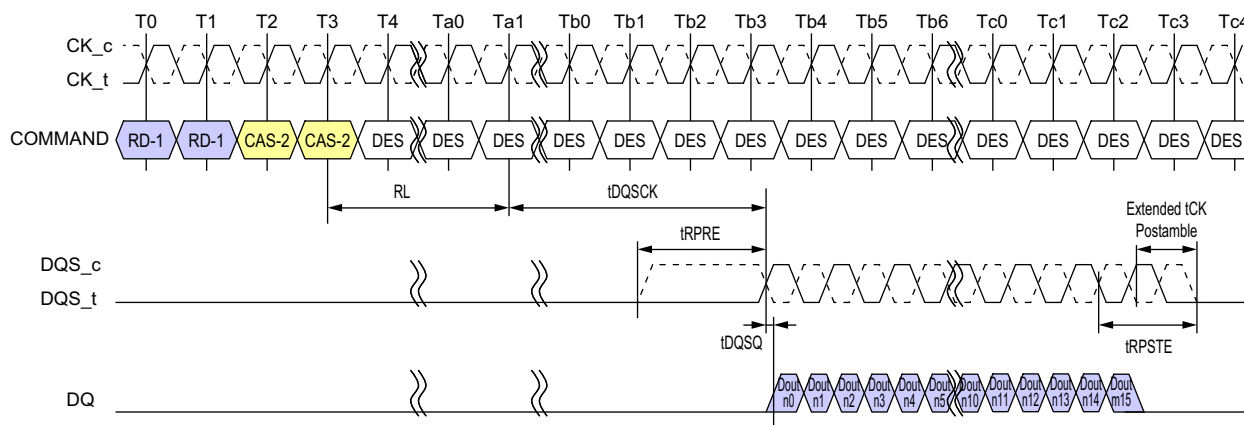 T0 T1 T2 T3 T4 Ta0 Ta1 Tb0 Tb1 Tb2 Tb3 Tb4 Tb5 Tb6 Tc0 Tc1 Tc2 Tc3 Tc4
CK_c
CK_t
COMMAND RD-1 RD-1 CAS-2 CAS-2 DES DES DES DES DES DES DES DES DES DES DES DES DES DES DES
RL tDQSCK
Extended tCK
Postamble
tRPRE
DQS_c
DQS_t
tDQSQ tRPSTE
DQ
Dout Dout Dout Dout Dout Dout Dout Dout Dout Dout Dout Dout
n0 n1 n2 n3 n4 n5 n10 n11 n12 n13 n14 m15